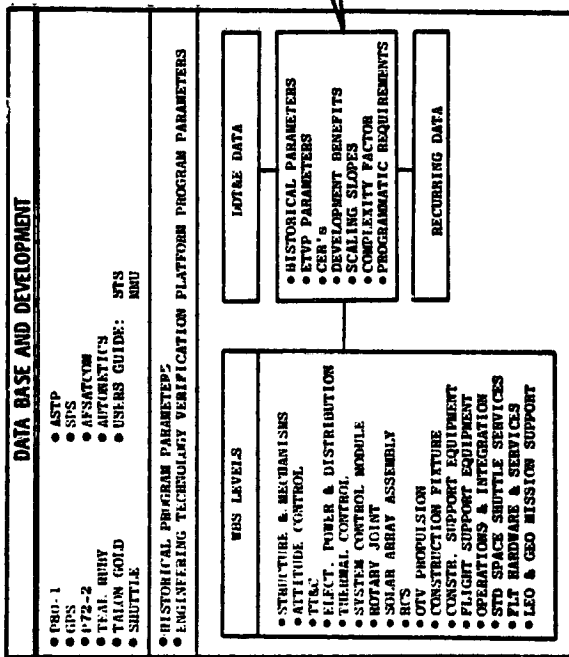 DATA BASE AND DEVELOPMENT
• P80-1
• GPS
• P72-2
• TEAL RUBY
• TALON GOLD
• SHUTTLE
• ASTP
• SPS
• AFSATCOM
• AUTONETICS
• USERS GUIDE: STS
MMU
• HISTORICAL PROGRAM PARAMETERS
• ENGINEERING TECHNOLOGY VERIFICATION PLATFORM PROGRAM PARAMETERS
WBS LEVELS
• STRUCTURE & MECHANISMS
• ATTITUDE CONTROL
• TT&C
• ELECT. POWER & DISTRIBUTION
• THERMAL CONTROL
• SYSTEM CONTROL MODULE
• ROTARY JOINT
• SOLAR ARRAY ASSEMBLY
• RCS
• OTV PROPULSION
• CONSTRUCTION FIXTURE
• CONSTR. SUPPORT EQUIPMENT
• FLIGHT SUPPORT EQUIPMENT
• OPERATIONS & INTEGRATION
• STD SPACE SHUTTLE SERVICES
• FLT HARDWARE & SERVICES
• LEO & GEO MISSION SUPPORT
DDT&E DATA
• HISTORICAL PARAMETERS
• ETVP PARAMETERS
• CER's
• DEVELOPMENT BENEFITS
• SCALING SLOPES
• COMPLEXITY FACTOR
• PROGRAMMATIC REQUIREMENTS
RECURRING DATA